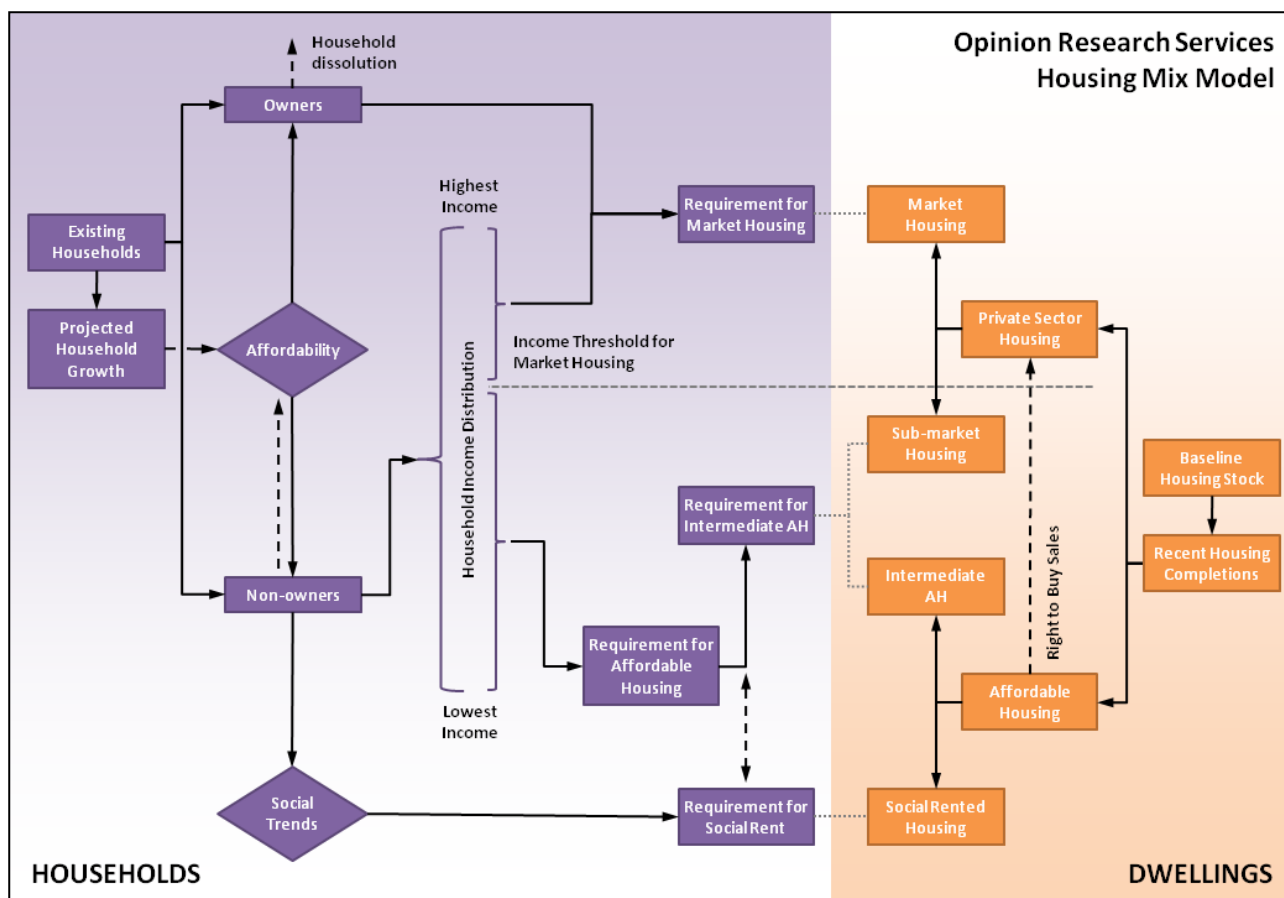 Opinion Research Services
Housing Mix Model
Household
dissolution
Owners
Highest
Income
Requirement for
Market Housing
Market
Housing
Existing
Households
Projected
Household
Growth
Affordability
Income Threshold for
Market Housing
Private Sector
Housing
Household Income Distribution
Sub-market
Housing
Baseline
Housing Stock
Requirement for
Intermediate AH
Right to Buy Sales
Recent Housing
Completions
Non-owners
Intermediate
AH
Requirement for
Affordable
Housing
Affordable
Housing
Lowest
Income
Social
Trends
Requirement for
Social Rent
Social Rented
Housing
HOUSEHOLDS
DWELLINGS